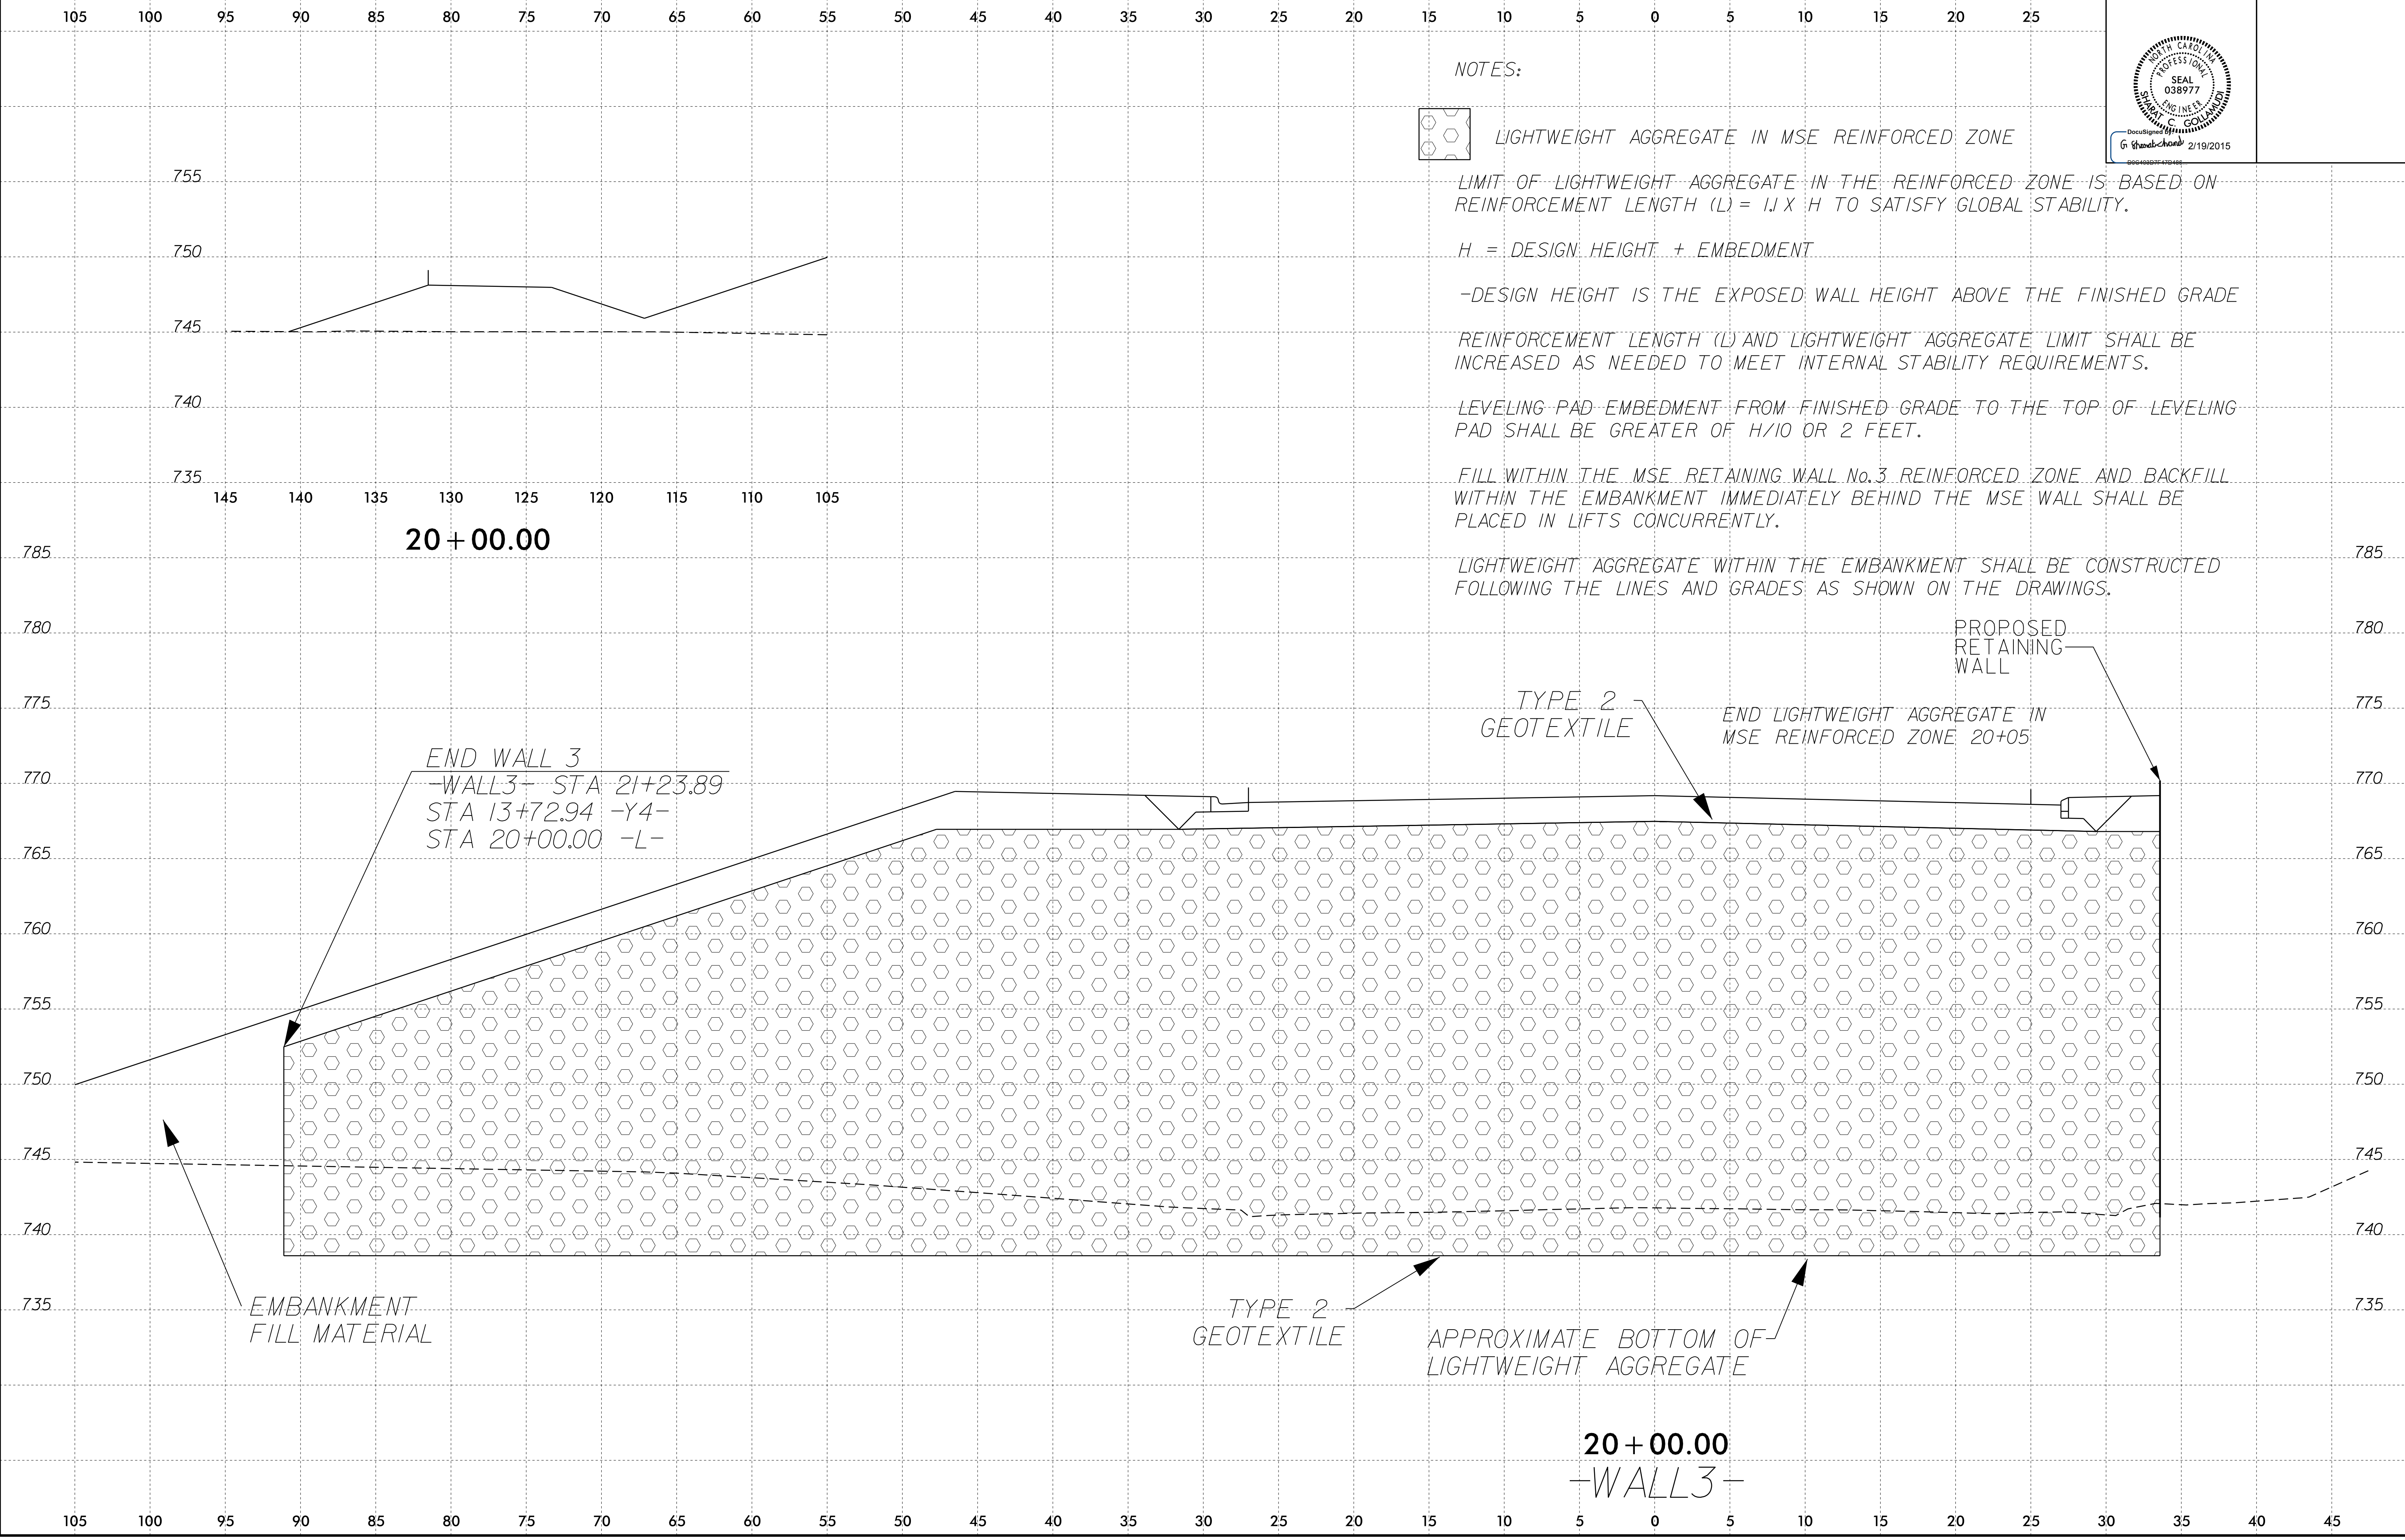 105 100 95 90 85 80 75 70 65 60 55 50 45 40 35 30 25 20 15 10 5 0 5 10 15 20 25
NORTH CAROLINA
PROFESSIONAL
SEAL
038977
ENGINEER
SHARAT C. GOLLAMUDI
DocuSigned by:
G Sharatchand 2/19/2015
NOTES:
LIGHTWEIGHT AGGREGATE IN MSE REINFORCED ZONE
LIMIT OF LIGHTWEIGHT AGGREGATE IN THE REINFORCED ZONE IS BASED ON
REINFORCEMENT LENGTH (L) = 1.1 X H TO SATISFY GLOBAL STABILITY.
H = DESIGN HEIGHT + EMBEDMENT
-DESIGN HEIGHT IS THE EXPOSED WALL HEIGHT ABOVE THE FINISHED GRADE
REINFORCEMENT LENGTH (L) AND LIGHTWEIGHT AGGREGATE LIMIT SHALL BE
INCREASED AS NEEDED TO MEET INTERNAL STABILITY REQUIREMENTS.
LEVELING PAD EMBEDMENT FROM FINISHED GRADE TO THE TOP OF LEVELING
PAD SHALL BE GREATER OF H/10 OR 2 FEET.
FILL WITHIN THE MSE RETAINING WALL No.3 REINFORCED ZONE AND BACKFILL
WITHIN THE EMBANKMENT IMMEDIATELY BEHIND THE MSE WALL SHALL BE
PLACED IN LIFTS CONCURRENTLY.
LIGHTWEIGHT AGGREGATE WITHIN THE EMBANKMENT SHALL BE CONSTRUCTED
FOLLOWING THE LINES AND GRADES AS SHOWN ON THE DRAWINGS.
755
750
745
740
735
145 140 135 130 125 120 115 110 105
20+00.00
785 785
780 780
775 775
770 770
765 765
760 760
755 755
750 750
745 745
740 740
735 735
PROPOSED
RETAINING
WALL
TYPE 2
GEOTEXTILE
END LIGHTWEIGHT AGGREGATE IN
MSE REINFORCED ZONE 20+05
END WALL 3
-WALL3- STA 21+23.89
STA 13+72.94 -Y4-
STA 20+00.00 -L-
EMBANKMENT
FILL MATERIAL
TYPE 2
GEOTEXTILE
APPROXIMATE BOTTOM OF
LIGHTWEIGHT AGGREGATE
20+00.00
-WALL3-
105 100 95 90 85 80 75 70 65 60 55 50 45 40 35 30 25 20 15 10 5 0 5 10 15 20 25 30 35 40 45